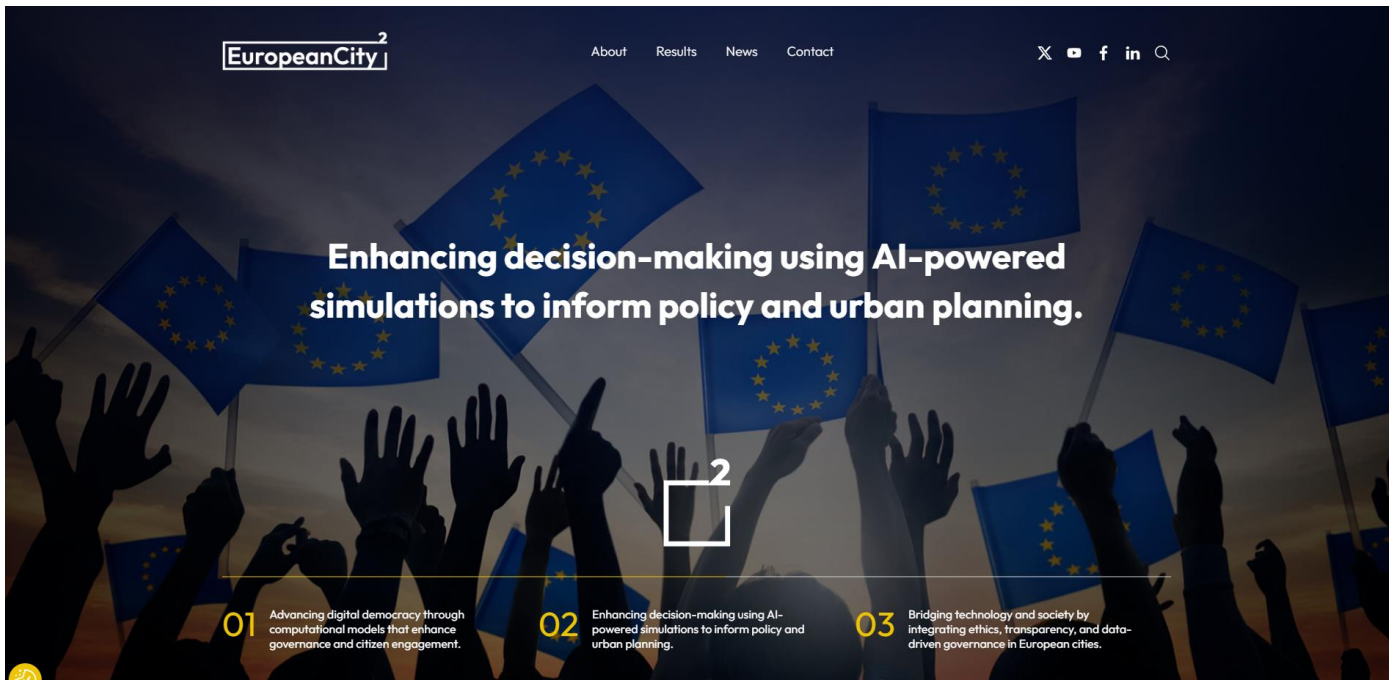 EuropeanCity 2
About Results News Contact
Enhancing decision-making using AI-powered
simulations to inform policy and urban planning.
2
01
Advancing digital democracy through
computational models that enhance
governance and citizen engagement.
02
Enhancing decision-making using AI-
powered simulations to inform policy and
urban planning.
03
Bridging technology and society by
integrating ethics, transparency, and data-
driven governance in European cities.